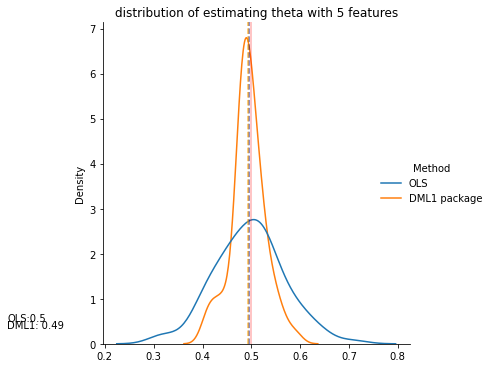 distribution of estimating theta with 5 features
7
6
5
4
3
2
1
0
Density
0.2 0.3 0.4 0.5 0.6 0.7 0.8
Method
OLS
DML1 package
OLS:0.5
DML1: 0.49